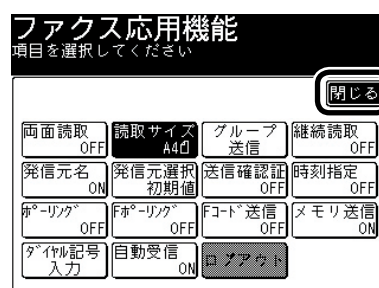 ファクス応用機能
項目を選択してください
閉じる
両面読取 OFF
読取サイズ A4
グループ送信
継続読取 OFF
発信元名 ON
発信元選択 初期値
送信確認証 OFF
時刻指定 OFF
ﾎﾟｰﾘﾝｸﾞ OFF
Fﾎﾟｰﾘﾝｸﾞ OFF
Fｺｰﾄﾞ送信 OFF
メモリ送信 ON
ﾀﾞｲﾔﾙ記号入力
自動受信 ON
ログアウト